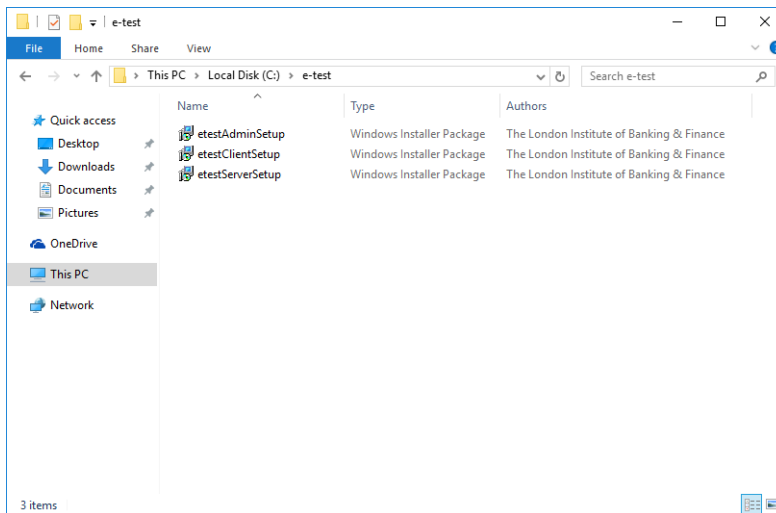 e-test
File Home Share View
This PC Local Disk (C:) e-test Search e-test
Name Type Authors
Quick access
Desktop
Downloads
Documents
Pictures
OneDrive
This PC
Network
etestAdminSetup Windows Installer Package The London Institute of Banking & Finance
etestClientSetup Windows Installer Package The London Institute of Banking & Finance
etestServerSetup Windows Installer Package The London Institute of Banking & Finance
3 items